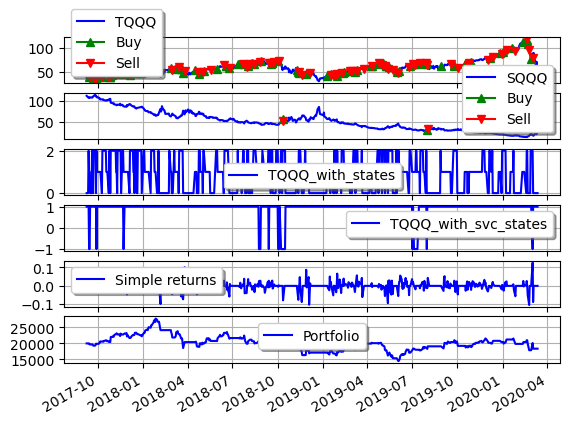 TQQQ
Buy
Sell
100
50
SQQQ
Buy
Sell
100
50
2
0
TQQQ_with_states
1
0
−1
TQQQ_with_svc_states
0.1
0.0
−0.1
Simple returns
25000
20000
15000
Portfolio
2017-10
2018-01
2018-04
2018-07
2018-10
2019-01
2019-04
2019-07
2019-10
2020-01
2020-04